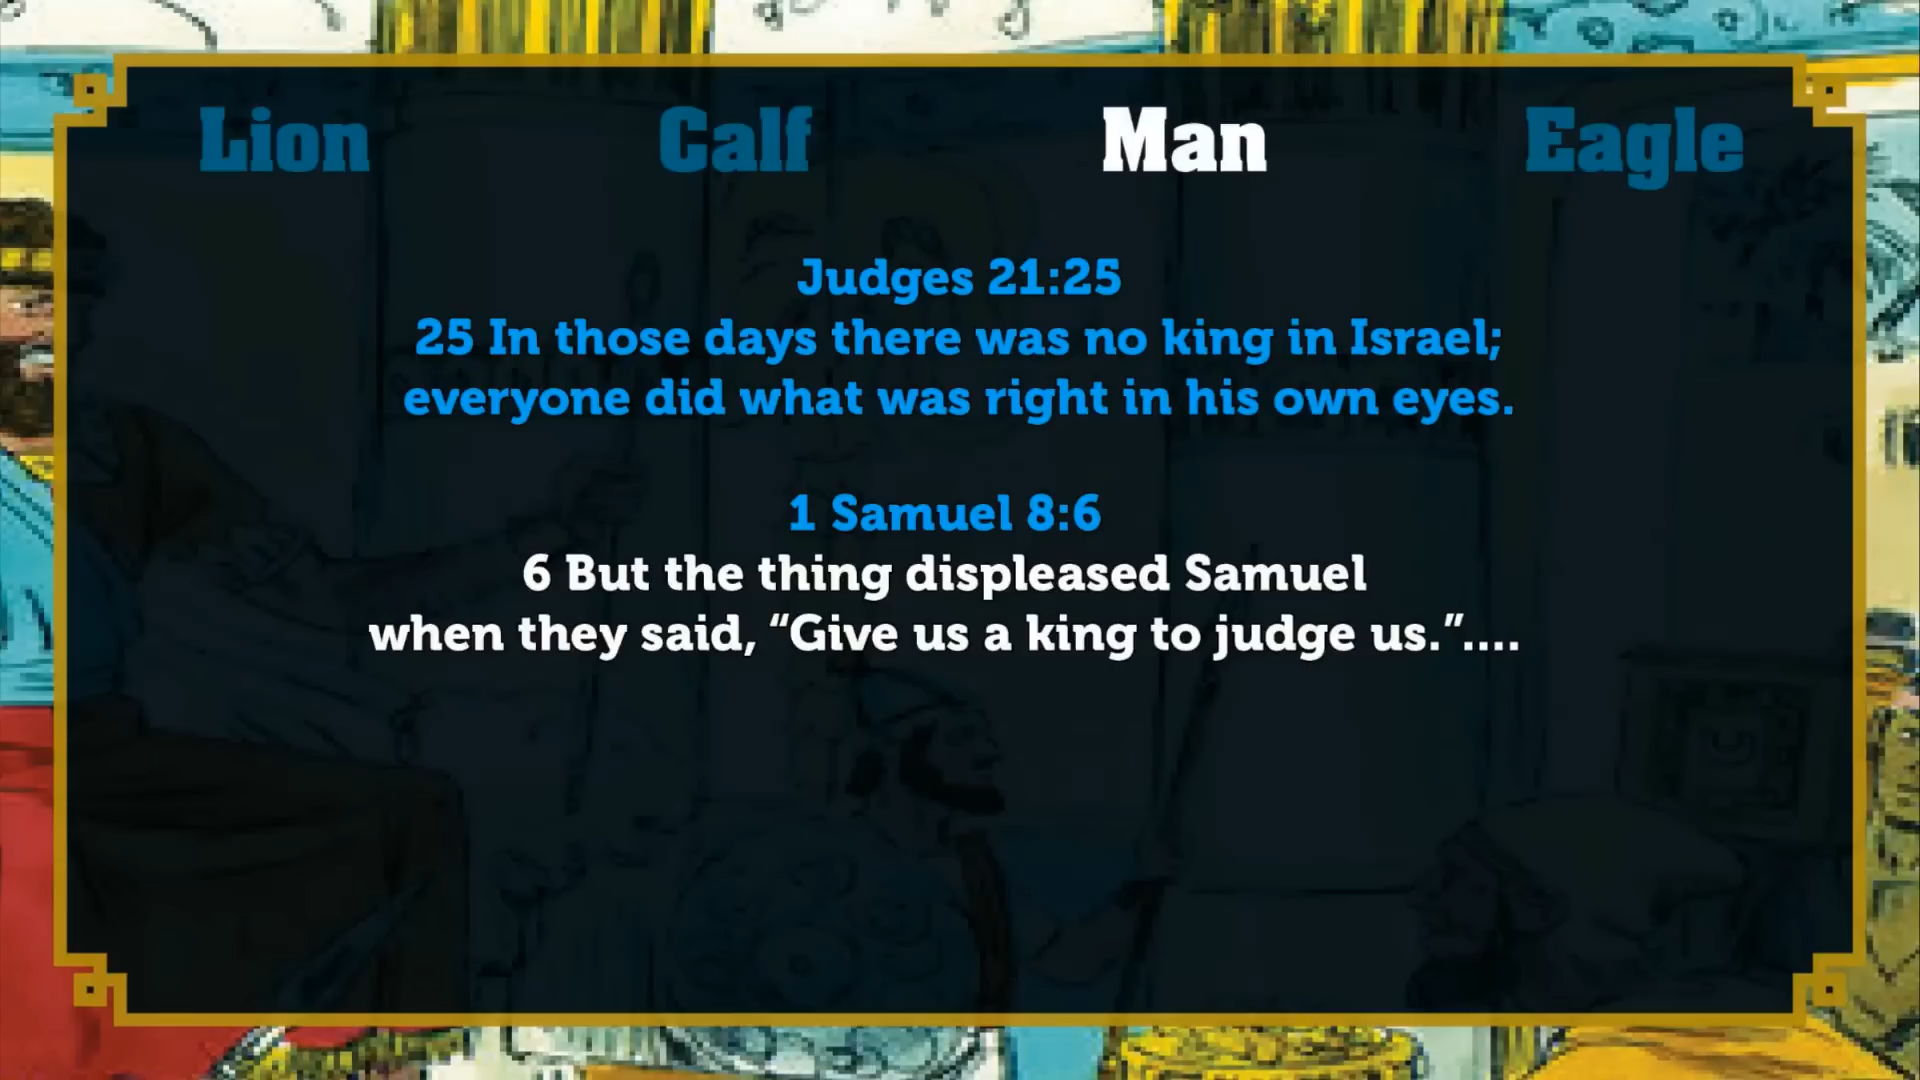 Lion Calf Man Eagle
Judges 21:25
25 In those days there was no king in Israel;
everyone did what was right in his own eyes.
1 Samuel 8:6
6 But the thing displeased Samuel
when they said, “Give us a king to judge us.”....